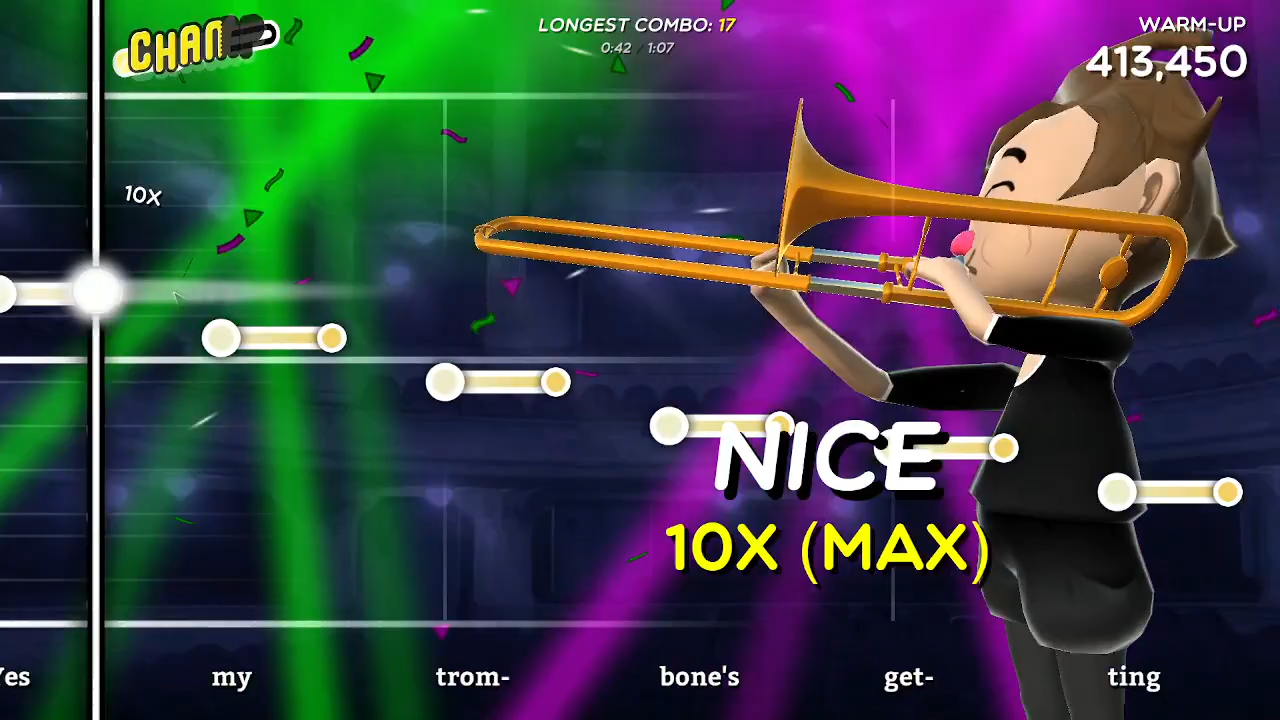 CHAMP
LONGEST COMBO: 17
0:42 / 1:07
WARM-UP
413,450
10X
NICE
10X (MAX)
Yes my trom- bone's get- ting